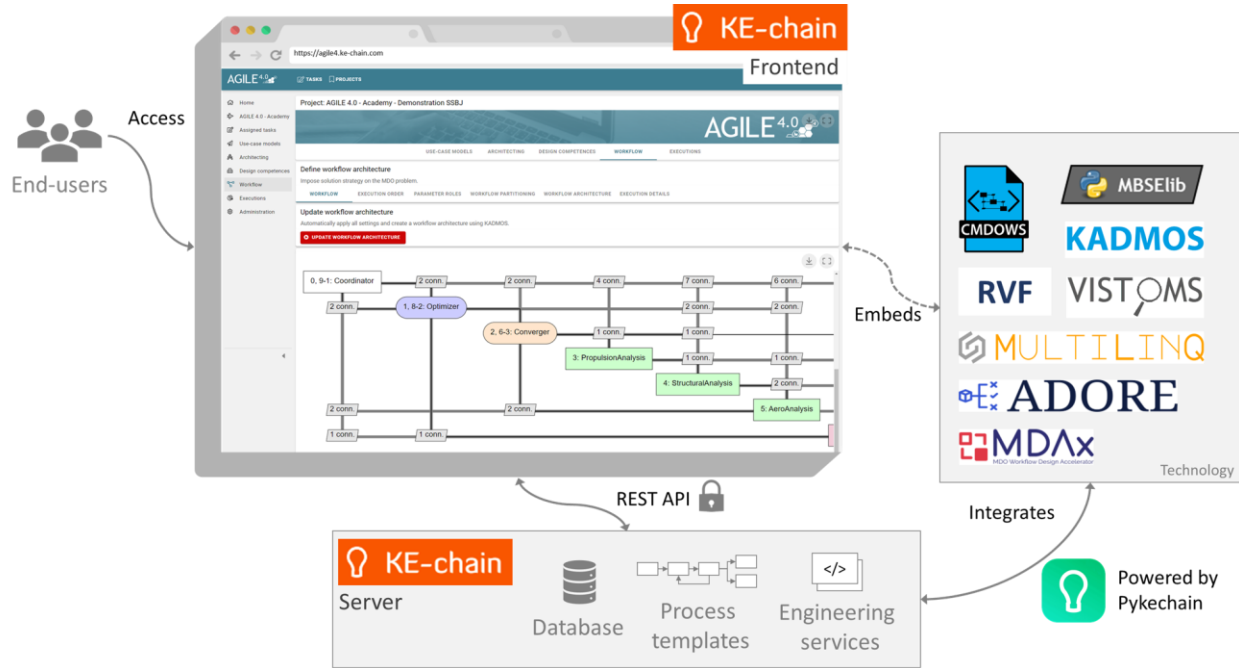 KE-chain
Frontend
https://agile4.ke-chain.com
AGILE 4.0
TASKS PROJECTS
Home
AGILE 4.0 - Academy
Assigned tasks
Use-case models
Architecting
Design competences
Workflow
Executions
Administration
Project: AGILE 4.0 - Academy - Demonstration SSBJ
AGILE 4.0
USE-CASE MODELS ARCHITECTING DESIGN COMPETENCES WORKFLOW EXECUTIONS
Define workflow architecture
Impose solution strategy on the MDO problem.
WORKFLOW EXECUTION ORDER PARAMETER ROLES WORKFLOW PARTITIONING WORKFLOW ARCHITECTURE EXECUTION DETAILS
Update workflow architecture
Automatically apply all settings and create a workflow architecture using KADMOS.
UPDATE WORKFLOW ARCHITECTURE
0, 9-1: Coordinator 2 conn. 2 conn. 4 conn. 7 conn. 6 conn.
2 conn. 1, 8-2: Optimizer 2 conn. 2 conn.
2, 6-3: Converger 1 conn. 1 conn.
3: PropulsionAnalysis 1 conn. 1 conn.
4: StructuralAnalysis 2 conn.
5: AeroAnalysis
2 conn. 2 conn.
1 conn. 1 conn.
Access
End-users
Embeds
CMDOWS
MBSElib
KADMOS
RVF
VISTOMS
MULTILINQ
ADORE
MDAx
MDO Workflow Design Accelerator
Technology
REST API
Integrates
KE-chain
Server
Database
Process
templates
</>
Engineering
services
Powered by
Pykechain